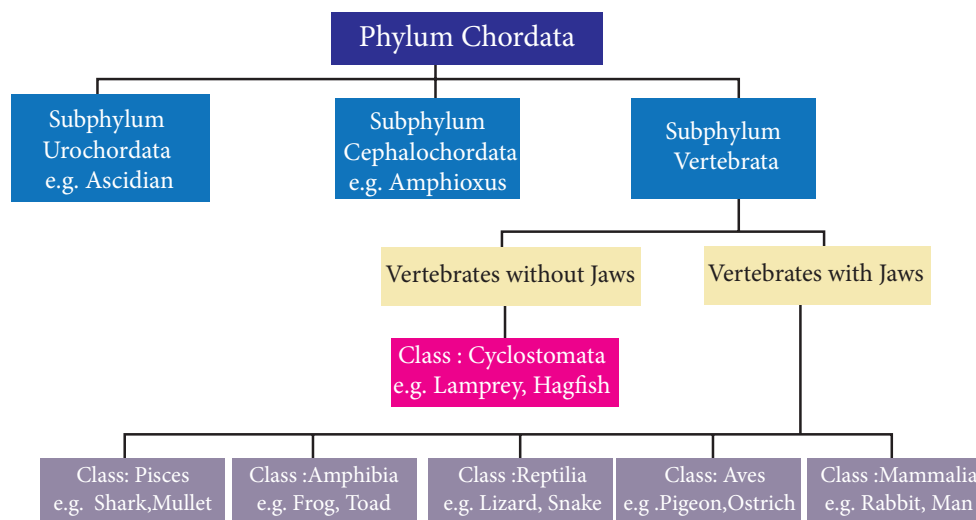 Phylum Chordata
Subphylum
Urochordata
e.g. Ascidian
Subphylum
Cephalochordata
e.g. Amphioxus
Subphylum
Vertebrata
Vertebrates without Jaws
Vertebrates with Jaws
Class : Cyclostomata
e.g. Lamprey, Hagfish
Class: Pisces
e.g. Shark,Mullet
Class :Amphibia
e.g. Frog, Toad
Class :Reptilia
e.g. Lizard, Snake
Class: Aves
e.g .Pigeon,Ostrich
Class :Mammalia
e.g. Rabbit, Man